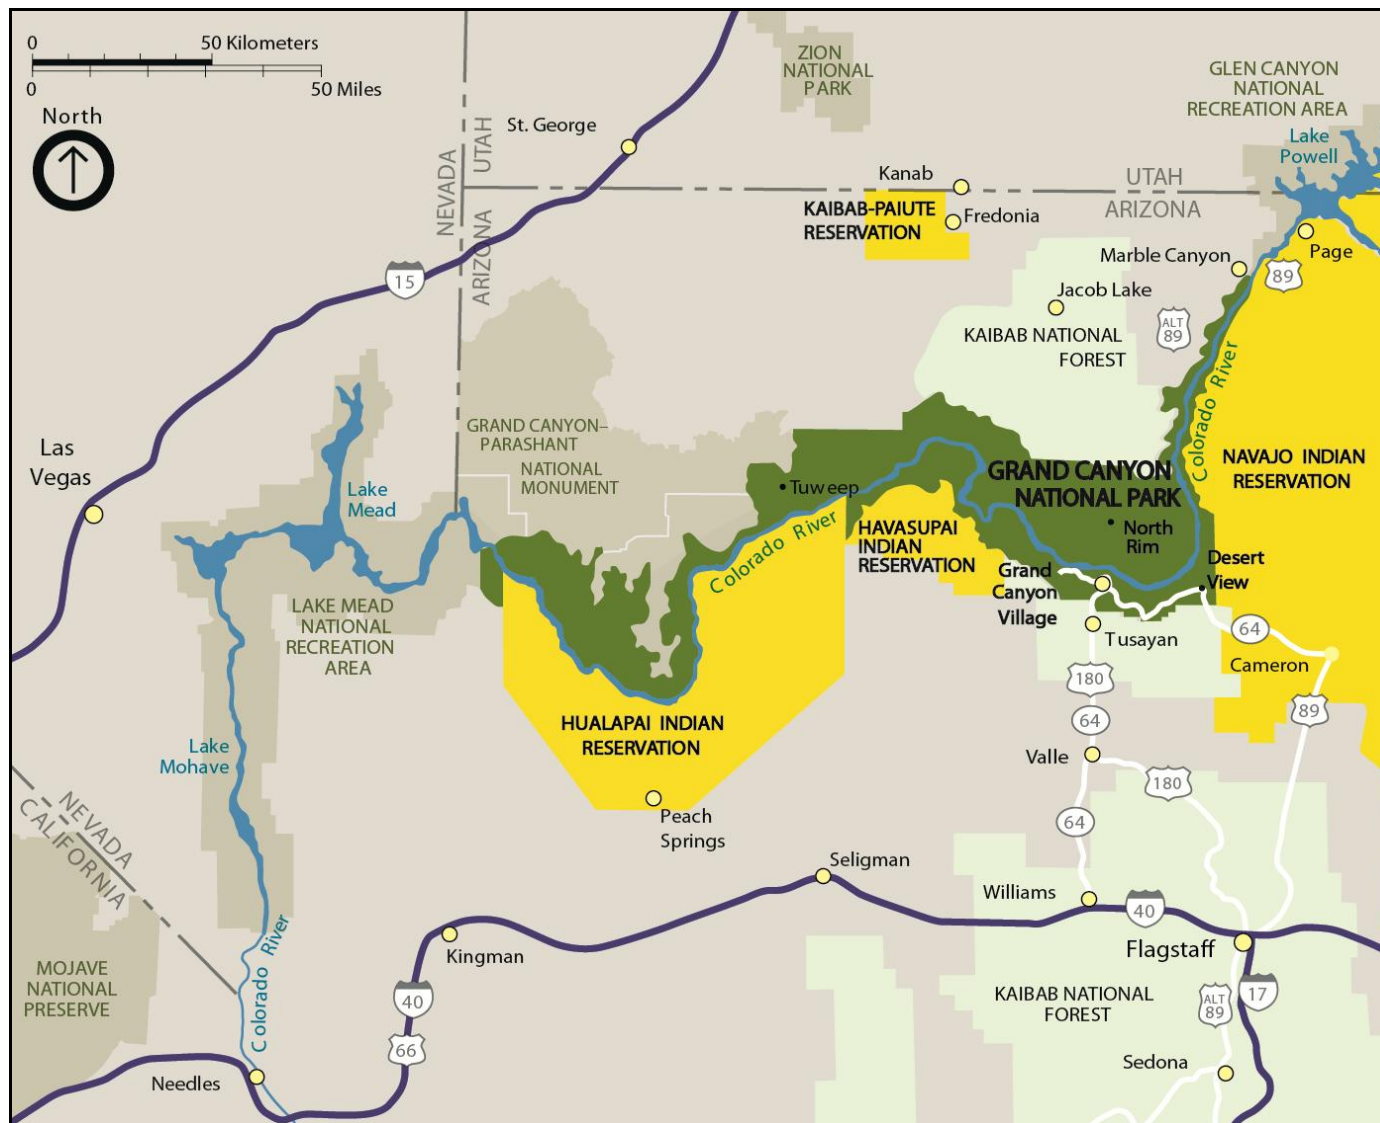 0 50 Kilometers
0 50 Miles
North
ZION
NATIONAL
PARK
GLEN CANYON
NATIONAL
RECREATION AREA
St. George
Lake
Powell
NEVADA
UTAH
Kanab
UTAH
ARIZONA
KAIBAB-PAIUTE
RESERVATION
Fredonia
ARIZONA
Page
Marble Canyon
89
15
Jacob Lake
ALT
89
KAIBAB NATIONAL
FOREST
Colorado River
GRAND CANYON–
PARASHANT
NATIONAL
MONUMENT
Las
Vegas
Lake
Mead
Tuweep
GRAND CANYON
NATIONAL PARK
NAVAJO INDIAN
RESERVATION
Colorado River
HAVASUPAI
INDIAN
RESERVATION
North
Rim
Desert
View
Grand
Canyon
Village
LAKE MEAD
NATIONAL
RECREATION
AREA
Tusayan
64
Cameron
180
89
64
HUALAPAI INDIAN
RESERVATION
Lake
Mohave
Valle
180
NEVADA
CALIFORNIA
Peach
Springs
64
Seligman
Williams
40
Flagstaff
Kingman
Colorado River
MOJAVE
NATIONAL
PRESERVE
40
66
KAIBAB NATIONAL
FOREST
ALT
89
17
Needles
Sedona